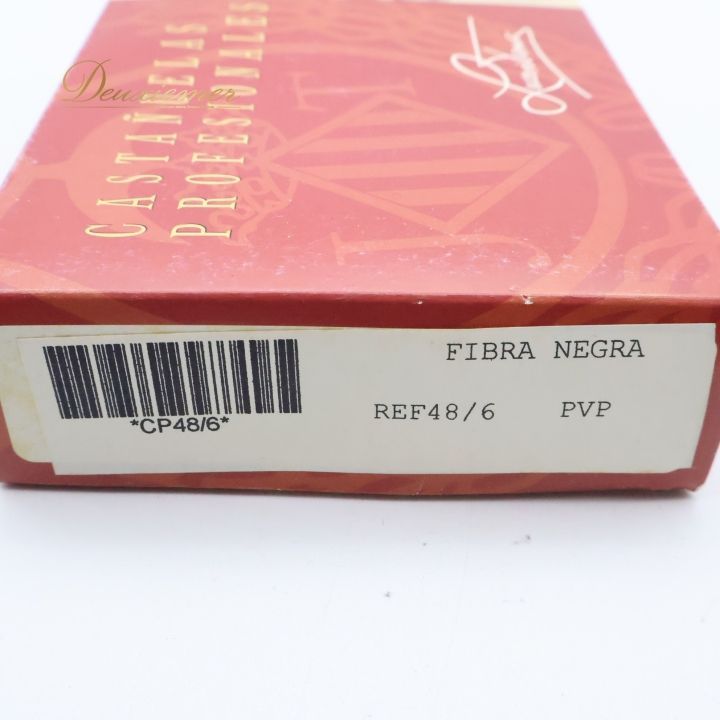 Deuxiemer
CASTAÑUELAS
PROFESIONALES
J T
FIBRA NEGRA
*CP48/6*
REF48/6 PVP